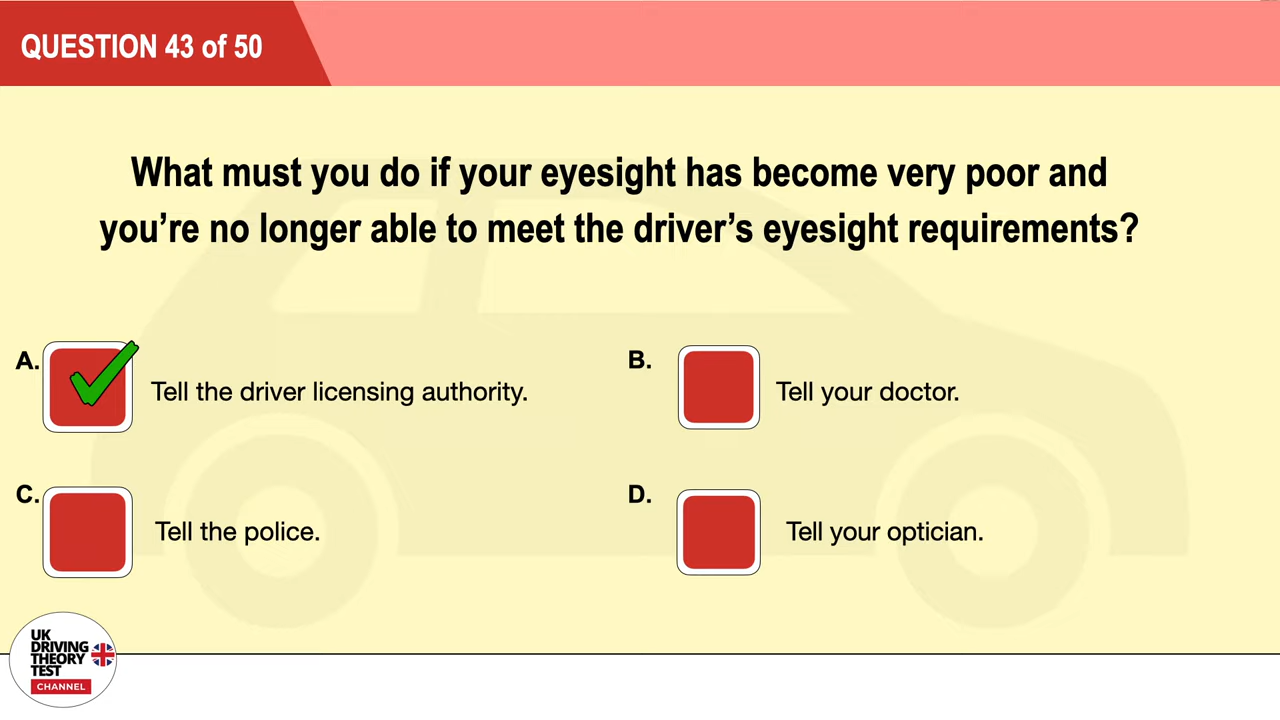 QUESTION 43 of 50
What must you do if your eyesight has become very poor and
you’re no longer able to meet the driver’s eyesight requirements?
A.
Tell the driver licensing authority.
B.
Tell your doctor.
C.
Tell the police.
D.
Tell your optician.
UK
DRIVING
THEORY
TEST
CHANNEL